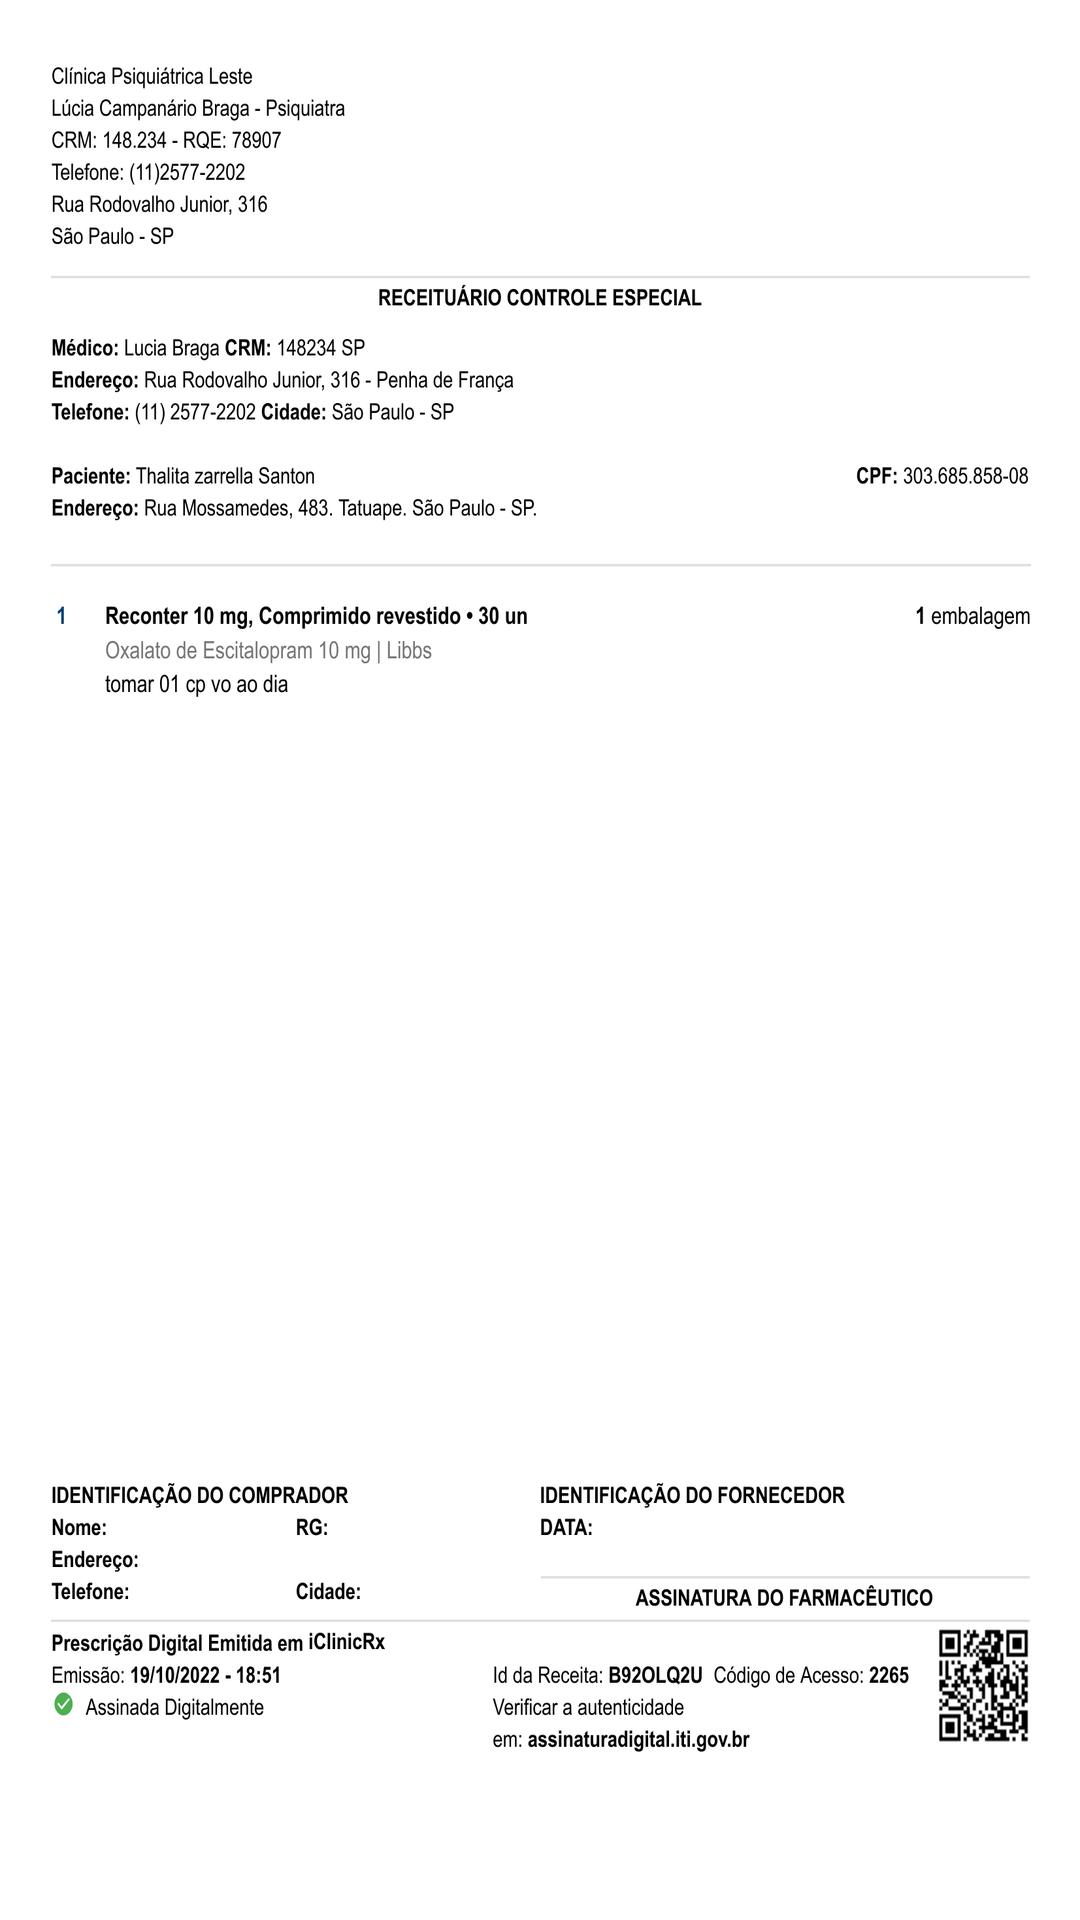 Clínica Psiquiátrica Leste
Lúcia Campanário Braga - Psiquiatra
CRM: 148.234 - RQE: 78907
Telefone: (11)2577-2202
Rua Rodovalho Junior, 316
São Paulo - SP
RECEITUÁRIO CONTROLE ESPECIAL
Médico: Lucia Braga CRM: 148234 SP
Endereço: Rua Rodovalho Junior, 316 - Penha de França
Telefone: (11) 2577-2202 Cidade: São Paulo - SP
Paciente: Thalita zarrella Santon CPF: 303.685.858-08
Endereço: Rua Mossamedes, 483. Tatuape. São Paulo - SP.
1 Reconter 10 mg, Comprimido revestido • 30 un 1 embalagem
Oxalato de Escitalopram 10 mg | Libbs
tomar 01 cp vo ao dia
IDENTIFICAÇÃO DO COMPRADOR
Nome: RG:
Endereço:
Telefone: Cidade:
IDENTIFICAÇÃO DO FORNECEDOR
DATA:
ASSINATURA DO FARMACÊUTICO
Prescrição Digital Emitida em iClinicRx
Emissão: 19/10/2022 - 18:51
Assinada Digitalmente
Id da Receita: B92OLQ2U Código de Acesso: 2265
Verificar a autenticidade
em: assinaturadigital.iti.gov.br